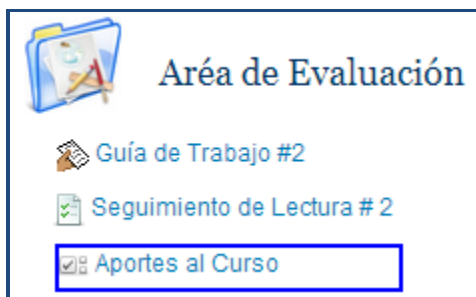 Aréa de Evaluación
Guía de Trabajo #2
Seguimiento de Lectura # 2
Aportes al Curso